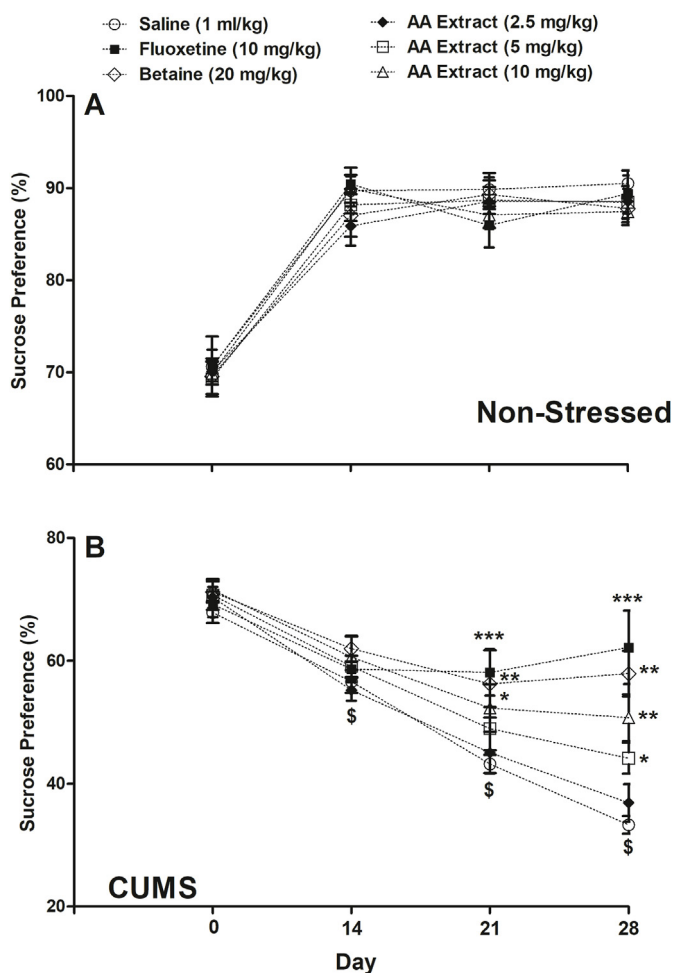 Saline (1 ml/kg)
Fluoxetine (10 mg/kg)
Betaine (20 mg/kg)
AA Extract (2.5 mg/kg)
AA Extract (5 mg/kg)
AA Extract (10 mg/kg)
A
100
90
80
70
60
Sucrose Preference (%)
Non-Stressed
B
80
60
40
20
Sucrose Preference (%)
$
***
**
*
$
***
**
**
*
$
CUMS
0 14 21 28
Day